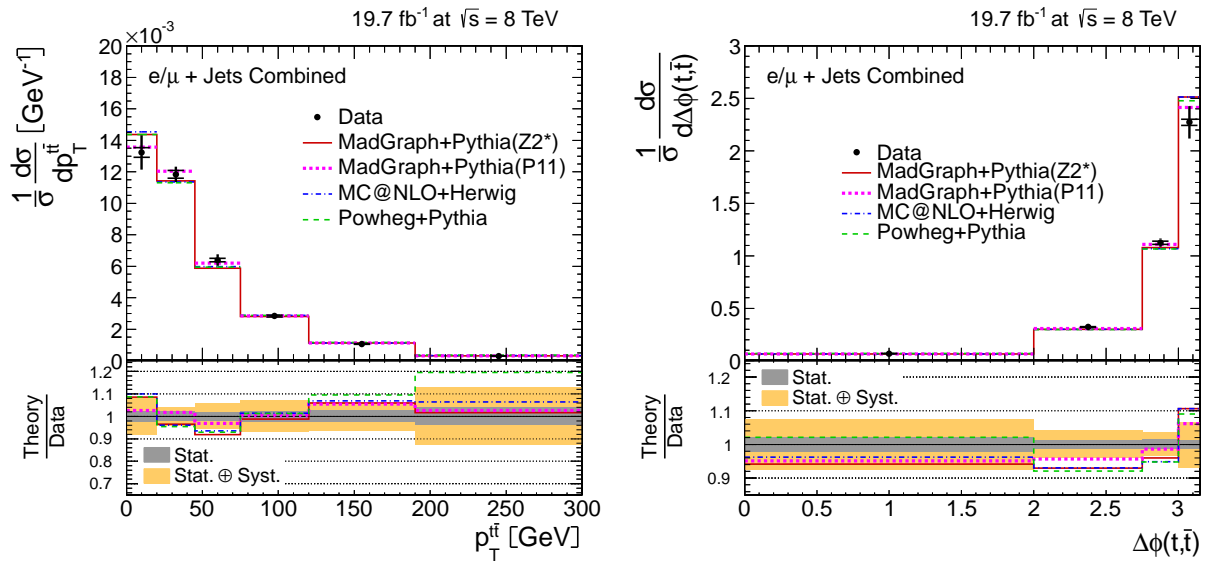 19.7 fb⁻¹ at √s = 8 TeV
×10⁻³
e/μ + Jets Combined
Data
MadGraph+Pythia(Z2*)
MadGraph+Pythia(P11)
MC@NLO+Herwig
Powheg+Pythia
1/σ dσ/dp_T^{tt̄} [GeV⁻¹]
20
18
16
14
12
10
8
6
4
2
0
Theory/Data
1.2
1.1
1
0.9
0.8
0.7
Stat.
Stat. ⊕ Syst.
0 50 100 150 200 250 300
p_T^{tt̄} [GeV]
19.7 fb⁻¹ at √s = 8 TeV
e/μ + Jets Combined
Data
MadGraph+Pythia(Z2*)
MadGraph+Pythia(P11)
MC@NLO+Herwig
Powheg+Pythia
1/σ dσ/dΔϕ(t,t̄)
3
2.5
2
1.5
1
0.5
0
Theory/Data
1.2
1.1
1
0.9
Stat.
Stat. ⊕ Syst.
0 0.5 1 1.5 2 2.5 3
Δϕ(t,t̄)